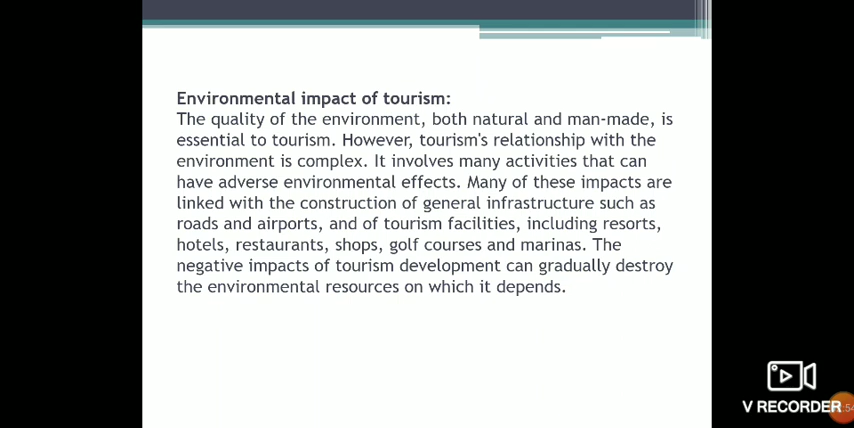 Environmental impact of tourism:
The quality of the environment, both natural and man-made, is
essential to tourism. However, tourism's relationship with the
environment is complex. It involves many activities that can
have adverse environmental effects. Many of these impacts are
linked with the construction of general infrastructure such as
roads and airports, and of tourism facilities, including resorts,
hotels, restaurants, shops, golf courses and marinas. The
negative impacts of tourism development can gradually destroy
the environmental resources on which it depends.
V RECORDER